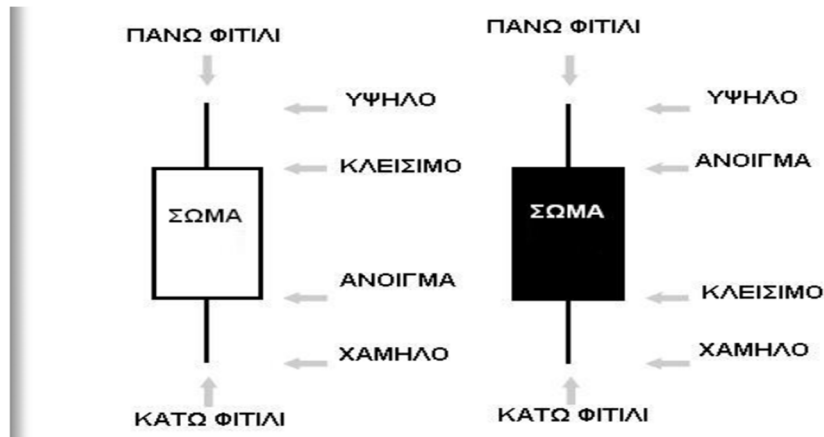 ΠΑΝΩ ΦΙΤΙΛΙ
ΥΨΗΛΟ
ΚΛΕΙΣΙΜΟ
ΣΩΜΑ
ΑΝΟΙΓΜΑ
ΧΑΜΗΛΟ
ΚΑΤΩ ΦΙΤΙΛΙ
ΠΑΝΩ ΦΙΤΙΛΙ
ΥΨΗΛΟ
ΑΝΟΙΓΜΑ
ΣΩΜΑ
ΚΛΕΙΣΙΜΟ
ΧΑΜΗΛΟ
ΚΑΤΩ ΦΙΤΙΛΙ